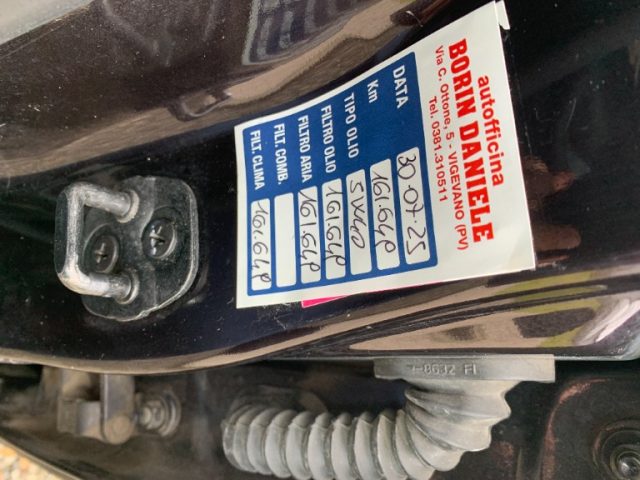 autofficina
BORIN DANIELE
Via C. Ottone, 5 - VIGEVANO (PV)
Tel. 0381.310511
DATA 30-07-25
Km 161.648
TIPO OLIO 5W40
FILTRO OLIO 161.648
FILTRO ARIA 161.648
FILT. COMB.
FILT. CLIMA 161.648